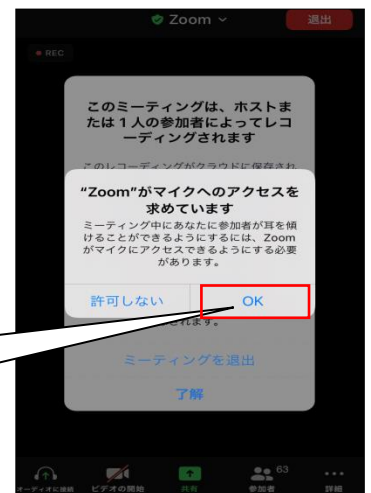 Zoom
退出
REC
このミーティングは、ホストま
たは1人の参加者によってレコ
ーディングされます
このレコーディングがクラウドに保存され
"Zoom"がマイクへのアクセスを
求めています
ミーティング中にあなたに参加者が耳を傾
けることができるようにするには、Zoom
がマイクにアクセスできるようにする必要
があります。
許可しない
OK
されます。
ミーティングを退出
了解
63
オーディオに接続
ビデオの開始
共有
参加者
詳細